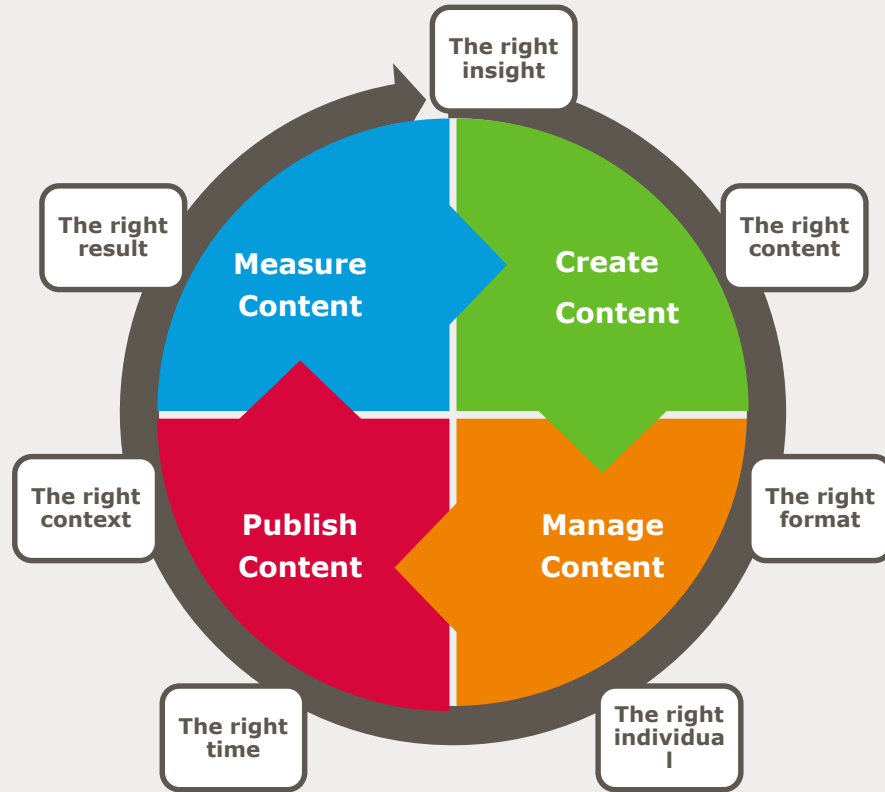 The right
insight
The right
result
The right
content
Measure
Content
Create
Content
The right
context
The right
format
Publish
Content
Manage
Content
The right
time
The right
individua
l